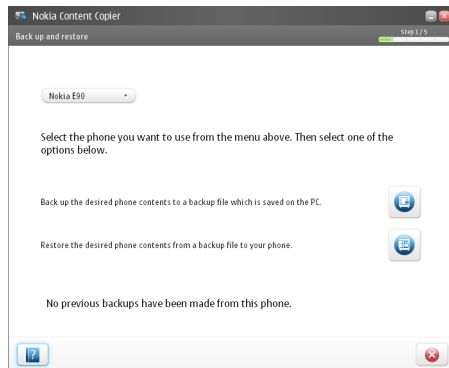 Nokia Content Copier
Back up and restore
Step 1 / 5
Nokia E90
Select the phone you want to use from the menu above. Then select one of the
options below.
Back up the desired phone contents to a backup file which is saved on the PC.
Restore the desired phone contents from a backup file to your phone.
No previous backups have been made from this phone.
?